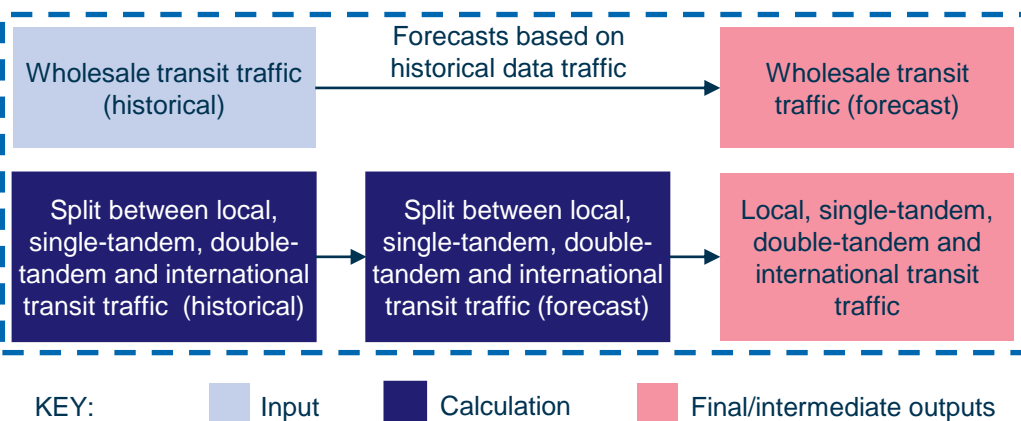 Wholesale transit traffic
(historical)
Forecasts based on
historical data traffic
Wholesale transit
traffic (forecast)
Split between local,
single-tandem, double-
tandem and international
transit traffic  (historical)
Split between local,
single-tandem, double-
tandem and international
transit traffic (forecast)
Local, single-tandem,
double-tandem and
international transit
traffic
KEY:
Input
Calculation
Final/intermediate outputs